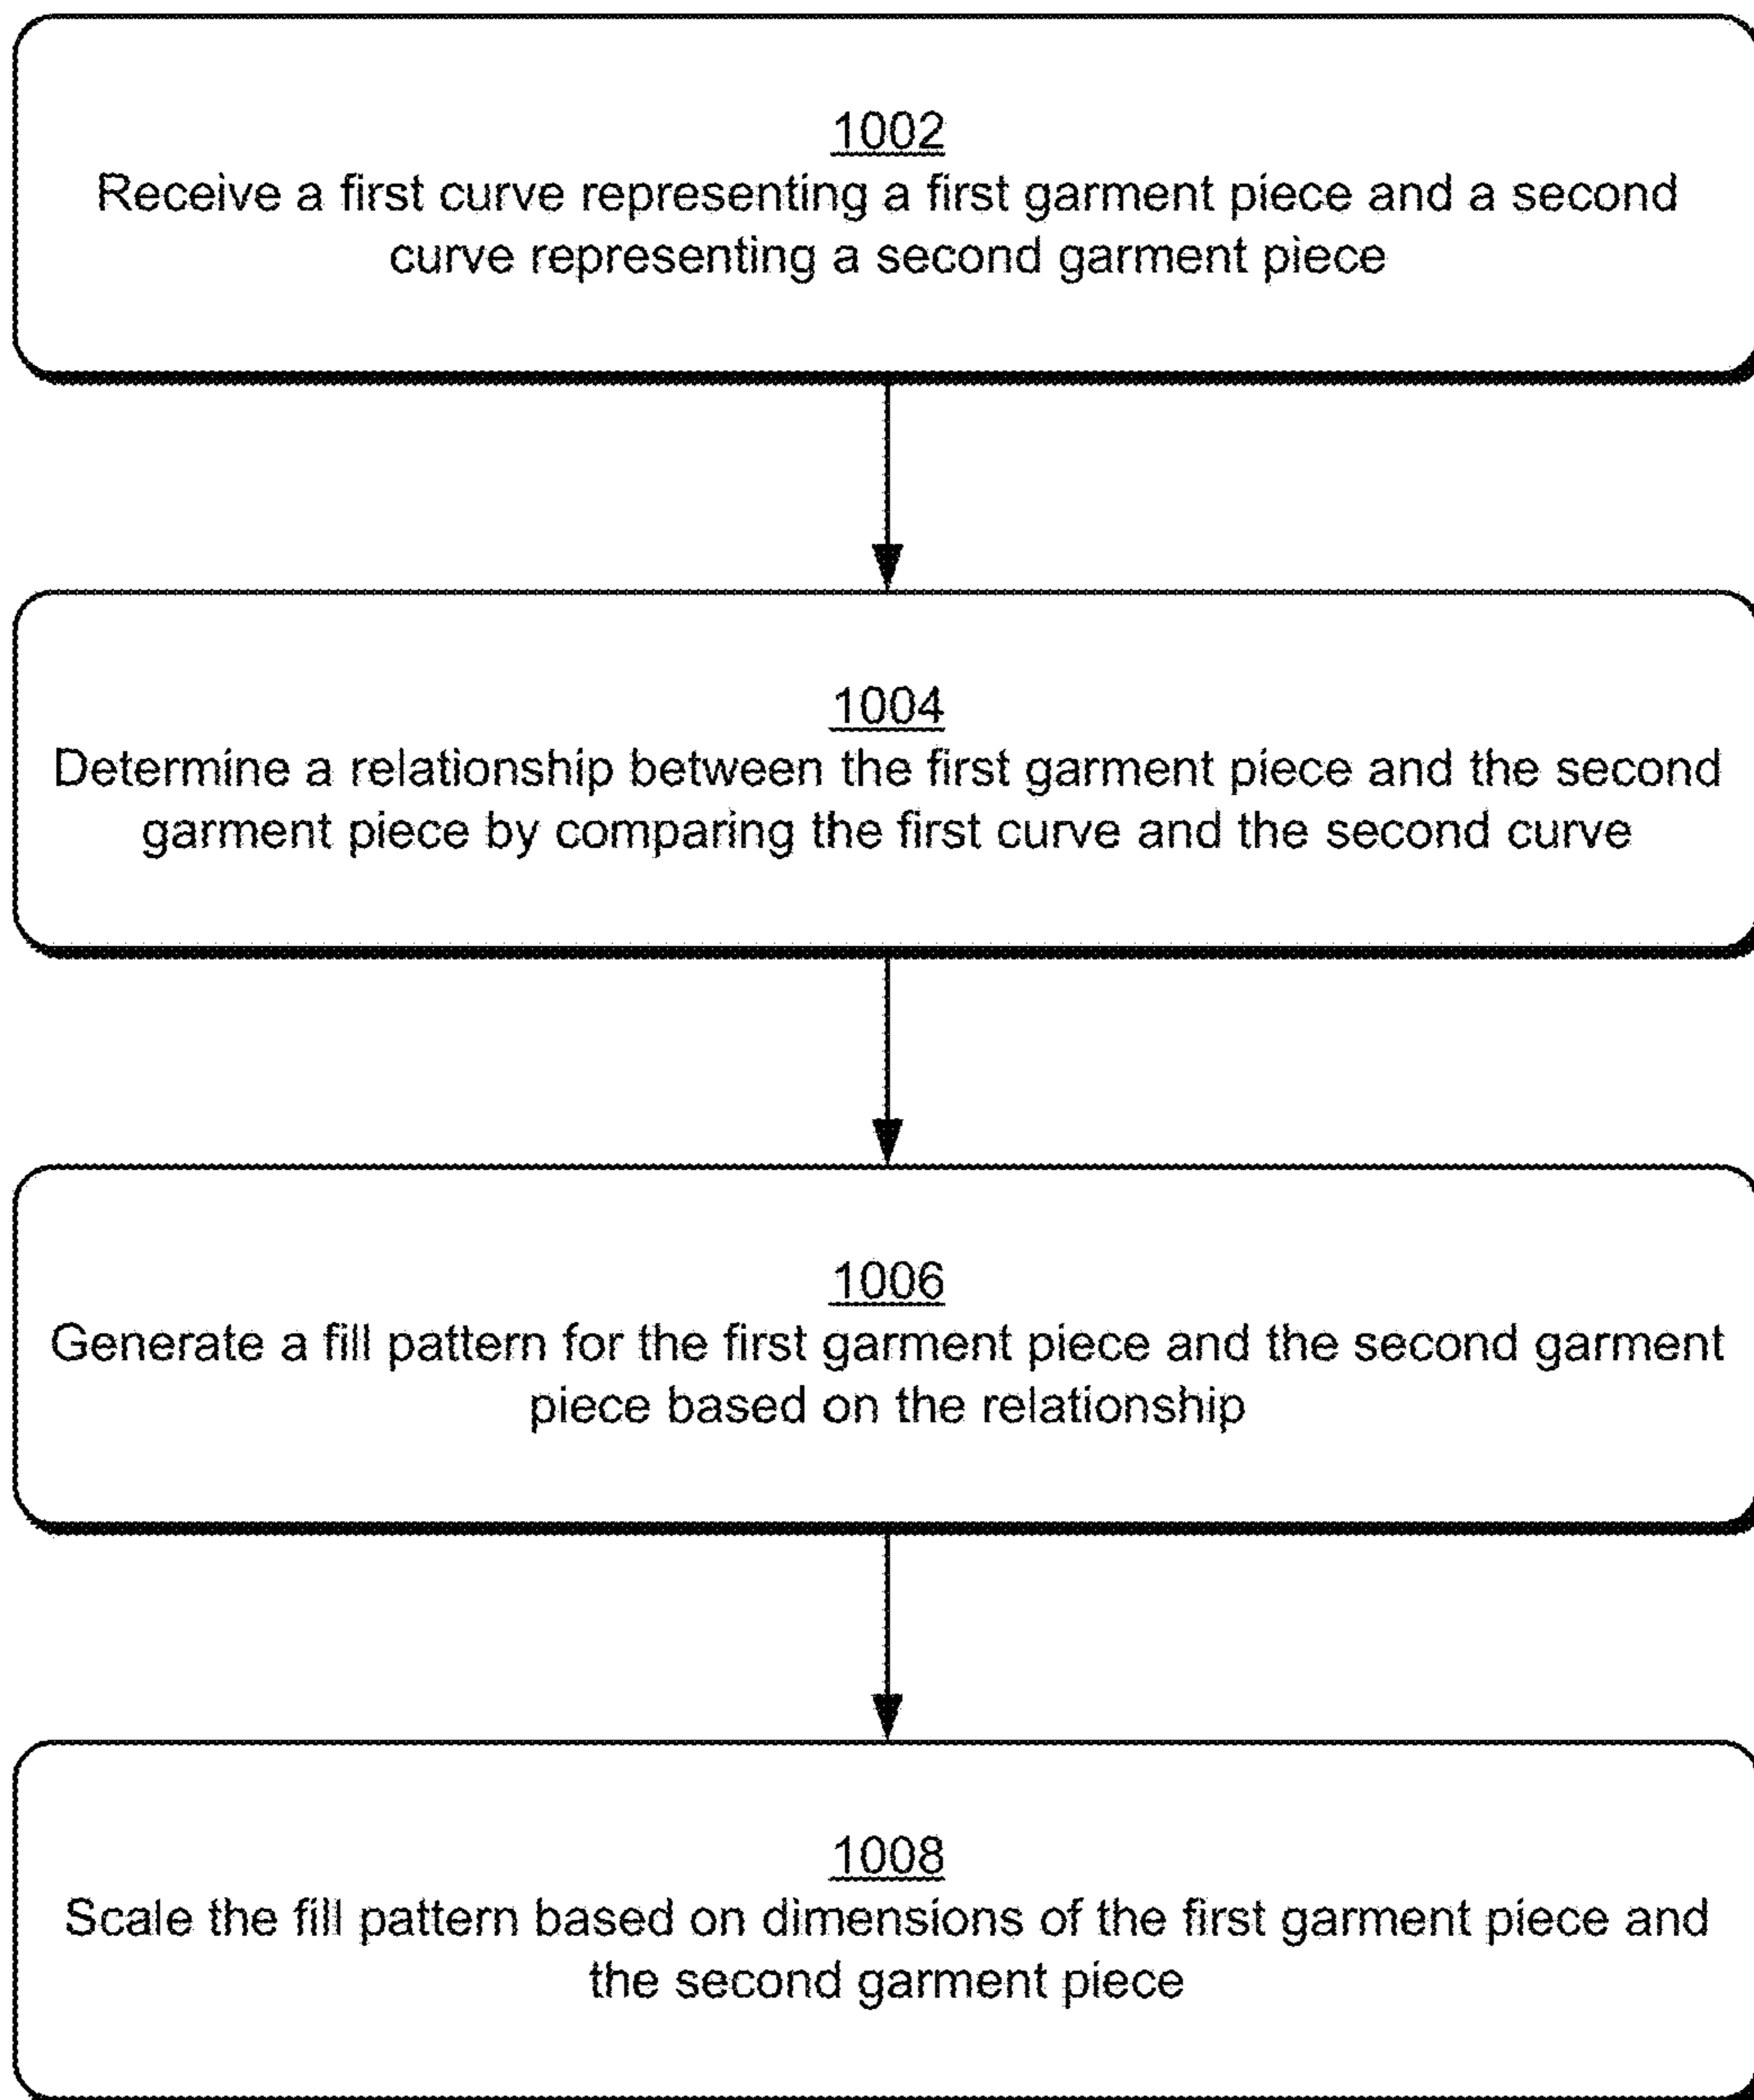 1002
Receive a first curve representing a first garment piece and a second
curve representing a second garment piece
1004
Determine a relationship between the first garment piece and the second
garment piece by comparing the first curve and the second curve
1006
Generate a fill pattern for the first garment piece and the second garment
piece based on the relationship
1008
Scale the fill pattern based on dimensions of the first garment piece and
the second garment piece